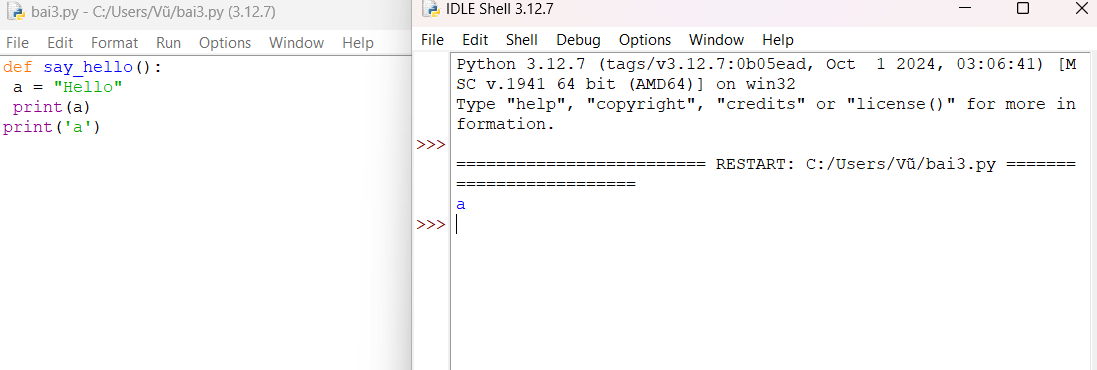 bai3.py - C:/Users/Vũ/bai3.py (3.12.7)
File Edit Format Run Options Window Help
def say_hello():
 a = "Hello"
 print(a)
print('a')
IDLE Shell 3.12.7
File Edit Shell Debug Options Window Help
Python 3.12.7 (tags/v3.12.7:0b05ead, Oct  1 2024, 03:06:41) [M
SC v.1941 64 bit (AMD64)] on win32
Type "help", "copyright", "credits" or "license()" for more in
formation.
>>>
========================= RESTART: C:/Users/Vũ/bai3.py =======
==================
a
>>>